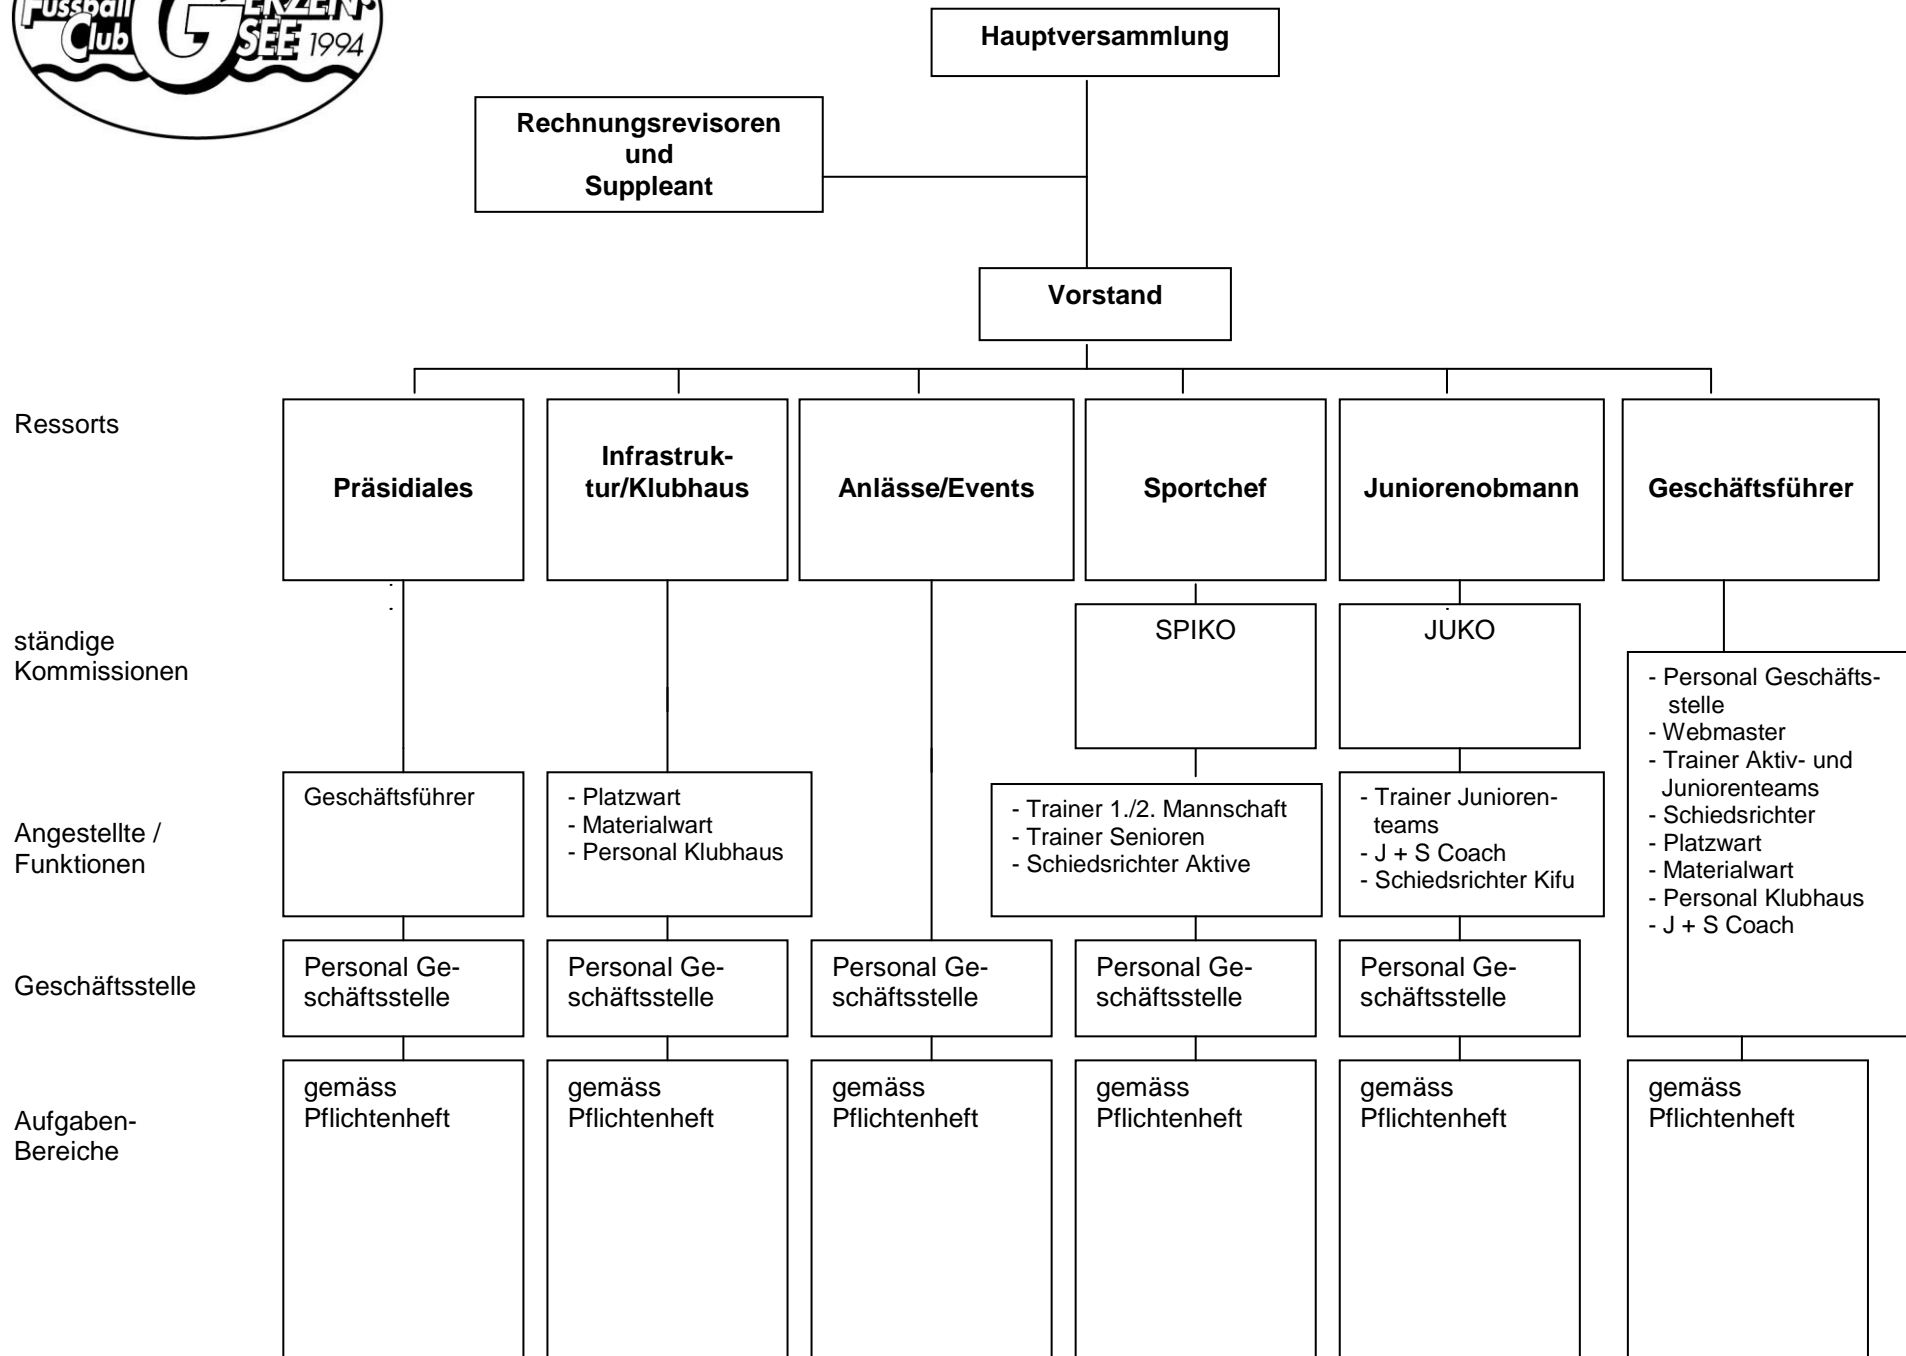 Fussball
Club
GERZEN-
SEE 1994
Hauptversammlung
Rechnungsrevisoren
und
Suppleant
Vorstand
Ressorts
Präsidiales
Infrastruk-
tur/Klubhaus
Anlässe/Events
Sportchef
Juniorenobmann
Geschäftsführer
ständige
Kommissionen
SPIKO
JUKO
Angestellte /
Funktionen
Geschäftsführer
- Platzwart
- Materialwart
- Personal Klubhaus
- Trainer 1./2. Mannschaft
- Trainer Senioren
- Schiedsrichter Aktive
- Trainer Junioren-
teams
- J + S Coach
- Schiedsrichter Kifu
- Personal Geschäfts-
stelle
- Webmaster
- Trainer Aktiv- und
Juniorenteams
- Schiedsrichter
- Platzwart
- Materialwart
- Personal Klubhaus
- J + S Coach
Geschäftsstelle
Personal Ge-
schäftsstelle
Personal Ge-
schäftsstelle
Personal Ge-
schäftsstelle
Personal Ge-
schäftsstelle
Personal Ge-
schäftsstelle
Aufgaben-
Bereiche
gemäss
Pflichtenheft
gemäss
Pflichtenheft
gemäss
Pflichtenheft
gemäss
Pflichtenheft
gemäss
Pflichtenheft
gemäss
Pflichtenheft